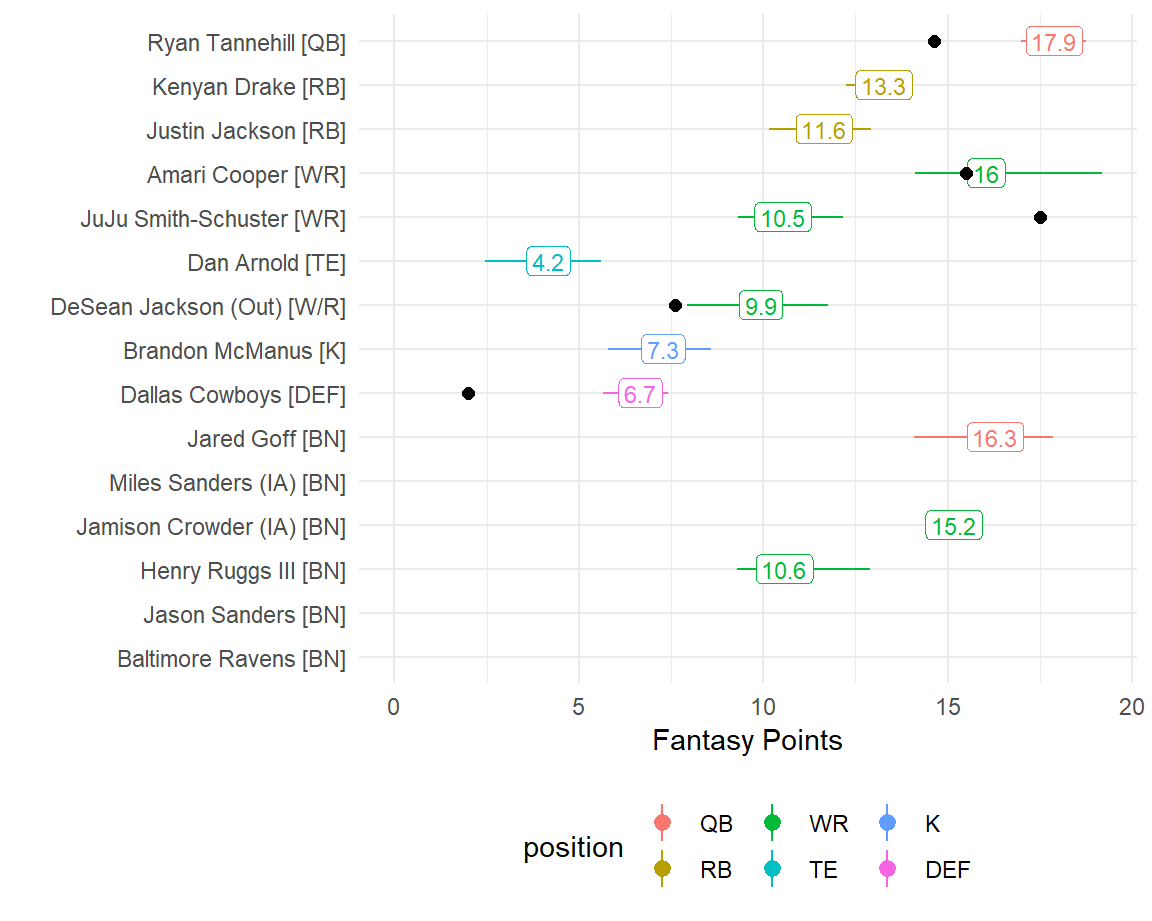 Ryan Tannehill [QB] 17.9
Kenyan Drake [RB] 13.3
Justin Jackson [RB] 11.6
Amari Cooper [WR] 16
JuJu Smith-Schuster [WR] 10.5
Dan Arnold [TE] 4.2
DeSean Jackson (Out) [W/R] 9.9
Brandon McManus [K] 7.3
Dallas Cowboys [DEF] 6.7
Jared Goff [BN] 16.3
Miles Sanders (IA) [BN]
Jamison Crowder (IA) [BN] 15.2
Henry Ruggs III [BN] 10.6
Jason Sanders [BN]
Baltimore Ravens [BN]
0 5 10 15 20
Fantasy Points
position
QB WR K
RB TE DEF